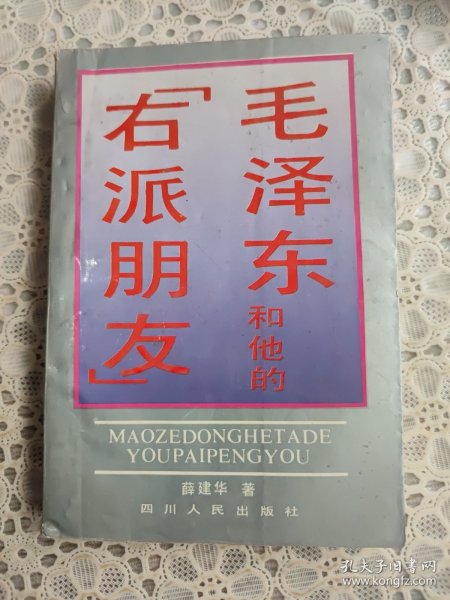 毛泽东和他的
「右派朋友」
MAOZEDONGHETADE
YOUPAIPENGYOU
薛建华 著
四川人民出版社
孔夫子旧书网
www.kongfz.com